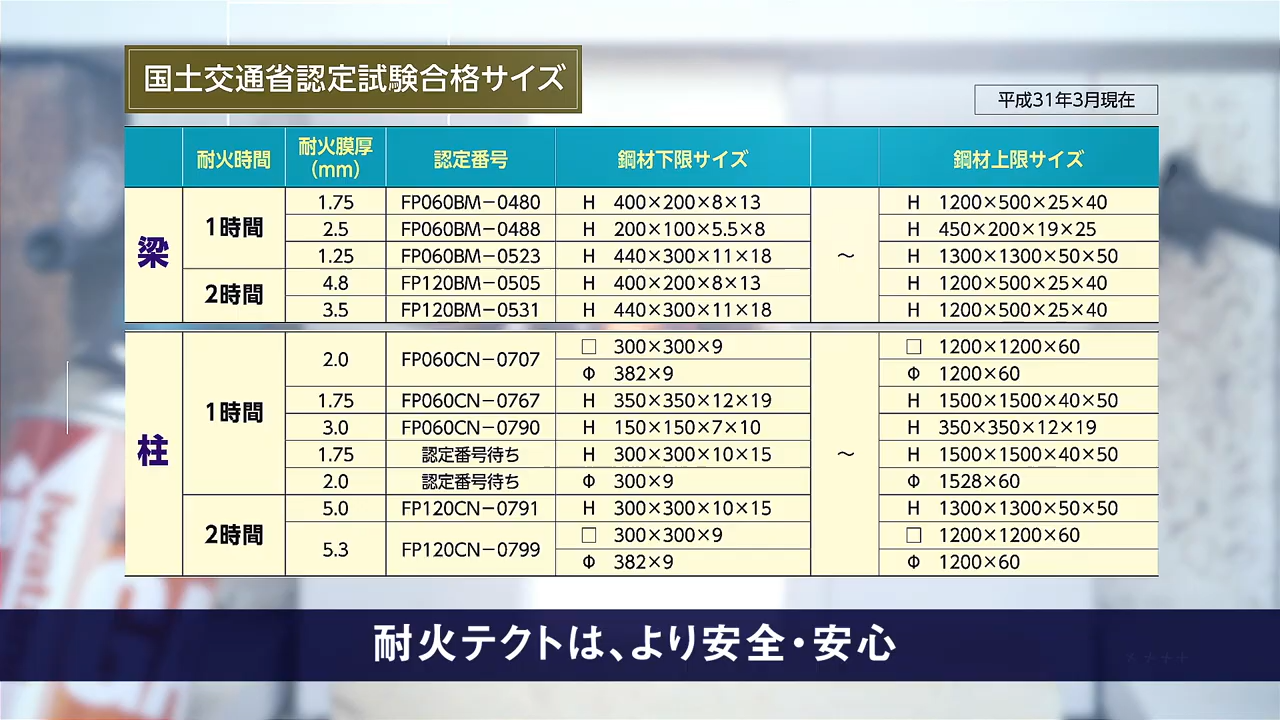 国土交通省認定試験合格サイズ
平成31年3月現在
耐火時間 耐火膜厚(mm) 認定番号 鋼材下限サイズ 鋼材上限サイズ
梁 1時間 1.75 FP060BM−0480 H 400×200×8×13 ～ H 1200×500×25×40
2.5 FP060BM−0488 H 200×100×5.5×8 H 450×200×19×25
1.25 FP060BM−0523 H 440×300×11×18 H 1300×1300×50×50
2時間 4.8 FP120BM−0505 H 400×200×8×13 H 1200×500×25×40
3.5 FP120BM−0531 H 440×300×11×18 H 1200×500×25×40
柱 1時間 2.0 FP060CN−0707 □ 300×300×9 ～ □ 1200×1200×60
Φ 382×9 Φ 1200×60
1.75 FP060CN−0767 H 350×350×12×19 H 1500×1500×40×50
3.0 FP060CN−0790 H 150×150×7×10 H 350×350×12×19
1.75 認定番号待ち H 300×300×10×15 H 1500×1500×40×50
2.0 認定番号待ち Φ 300×9 Φ 1528×60
2時間 5.0 FP120CN−0791 H 300×300×10×15 H 1300×1300×50×50
5.3 FP120CN−0799 □ 300×300×9 □ 1200×1200×60
Φ 382×9 Φ 1200×60
耐火テクトは、より安全・安心